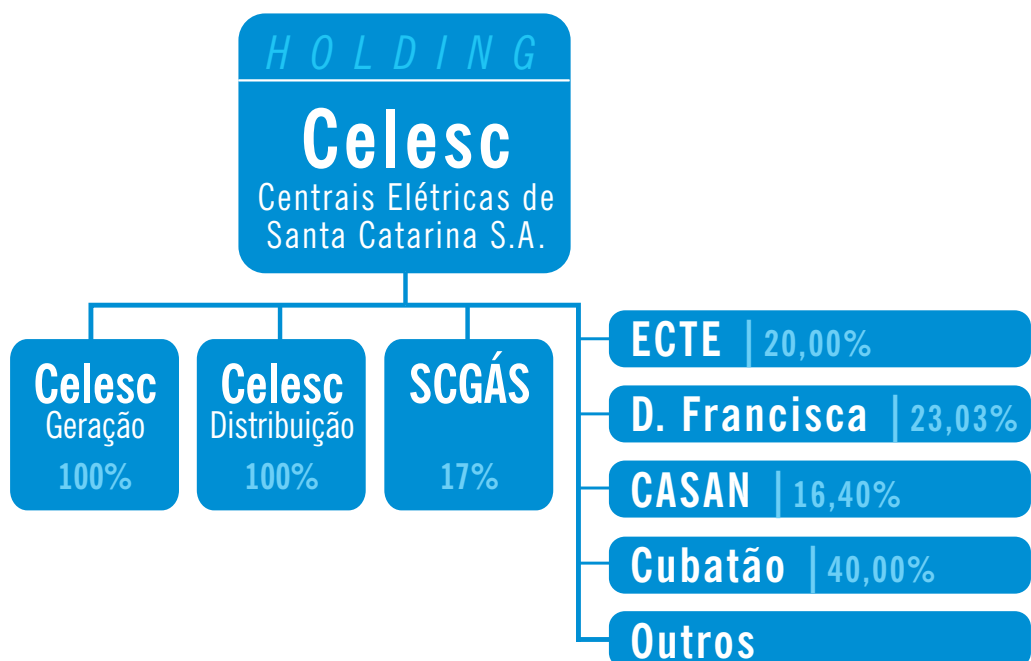 HOLDING
Celesc
Centrais Elétricas de
Santa Catarina S.A.
Celesc
Geração
100%
Celesc
Distribuição
100%
SCGÁS
17%
ECTE | 20,00%
D. Francisca | 23,03%
CASAN | 16,40%
Cubatão | 40,00%
Outros